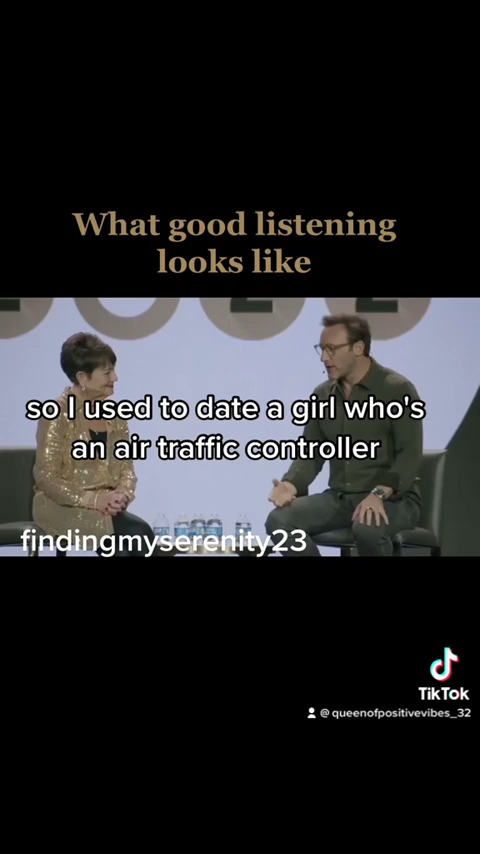 What good listening
looks like
so I used to date a girl who's
an air traffic controller
findingmyserenity23
TikTok
@queenofpositivevibes_32